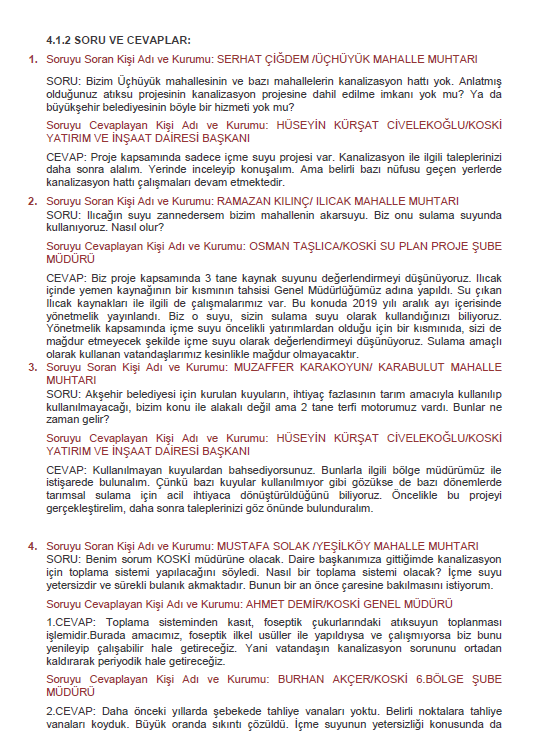 4.1.2 SORU VE CEVAPLAR:
1. Soruyu Soran Kişi Adı ve Kurumu: SERHAT ÇİĞDEM /ÜÇHÜYÜK MAHALLE MUHTARI
SORU: Bizim Üçhüyük mahallesinin ve bazı mahallelerin kanalizasyon hattı yok. Anlatmış
olduğunuz atıksu projesinin kanalizasyon projesine dahil edilme imkanı yok mu? Ya da
büyükşehir belediyesinin böyle bir hizmeti yok mu?
Soruyu Cevaplayan Kişi Adı ve Kurumu: HÜSEYİN KÜRŞAT CİVELEKOĞLU/KOSKİ
YATIRIM VE İNŞAAT DAİRESİ BAŞKANI
CEVAP: Proje kapsamında sadece içme suyu projesi var. Kanalizasyon ile ilgili taleplerinizi
daha sonra alalım. Yerinde inceleyip konuşalım. Ama belirli bazı nüfusu geçen yerlerde
kanalizasyon hattı çalışmaları devam etmektedir.
2. Soruyu Soran Kişi Adı ve Kurumu: RAMAZAN KILINÇ/ ILICAK MAHALLE MUHTARI
SORU: Ilıcağın suyu zannedersem bizim mahallenin akarsuyu. Biz onu sulama suyunda
kullanıyoruz. Nasıl olur?
Soruyu Cevaplayan Kişi Adı ve Kurumu: OSMAN TAŞLICA/KOSKİ SU PLAN PROJE ŞUBE
MÜDÜRÜ
CEVAP: Biz proje kapsamında 3 tane kaynak suyunu değerlendirmeyi düşünüyoruz. Ilıcak
içinde yemen kaynağının bir kısmının tahsisi Genel Müdürlüğümüz adına yapıldı. Su çıkan
Ilıcak kaynakları ile ilgili de çalışmalarımız var. Bu konuda 2019 yılı aralık ayı içerisinde
yönetmelik yayınlandı. Biz o suyu, sizin sulama suyu olarak kullandığınızı biliyoruz.
Yönetmelik kapsamında içme suyu öncelikli yatırımlardan olduğu için bir kısmınıda, sizi de
mağdur etmeyecek şekilde içme suyu olarak değerlendirmeyi düşünüyoruz. Sulama amaçlı
olarak kullanan vatandaşlarımız kesinlikle mağdur olmayacaktır.
3. Soruyu Soran Kişi Adı ve Kurumu: MUZAFFER KARAKOYUN/ KARABULUT MAHALLE
MUHTARI
SORU: Akşehir belediyesi için kurulan kuyuların, ihtiyaç fazlasının tarım amacıyla kullanılıp
kullanılmayacağı, bizim konu ile alakalı değil ama 2 tane terfi motorumuz vardı. Bunlar ne
zaman gelir?
Soruyu Cevaplayan Kişi Adı ve Kurumu: HÜSEYİN KÜRŞAT CİVELEKOĞLU/KOSKİ
YATIRIM VE İNŞAAT DAİRESİ BAŞKANI
CEVAP: Kullanılmayan kuyulardan bahsediyorsunuz. Bunlarla ilgili bölge müdürümüz ile
istişarede bulunalım. Çünkü bazı kuyular kullanılmıyor gibi gözükse de bazı dönemlerde
tarımsal sulama için acil ihtiyaca dönüştürüldüğünü biliyoruz. Öncelikle bu projeyi
gerçekleştirelim, daha sonra taleplerinizi göz önünde bulunduralım.
4. Soruyu Soran Kişi Adı ve Kurumu: MUSTAFA SOLAK /YEŞİLKÖY MAHALLE MUHTARI
SORU: Benim sorum KOSKİ müdürüne olacak. Daire başkanımıza gittiğimde kanalizasyon
için toplama sistemi yapılacağını söyledi. Nasıl bir toplama sistemi olacak? İçme suyu
yetersizdir ve sürekli bulanık akmaktadır. Bunun bir an önce çaresine bakılmasını istiyorum.
Soruyu Cevaplayan Kişi Adı ve Kurumu: AHMET DEMİR/KOSKİ GENEL MÜDÜRÜ
1.CEVAP: Toplama sisteminden kasıt, foseptik çukurlarındaki atıksuyun toplanması
işlemidir.Burada amacımız, foseptik ilkel usüller ile yapıldıysa ve çalışmıyorsa biz bunu
yenileyip çalışabilir hale getireceğiz. Yani vatandaşın kanalizasyon sorununu ortadan
kaldırarak periyodik hale getireceğiz.
Soruyu Cevaplayan Kişi Adı ve Kurumu: BURHAN AKÇER/KOSKİ 6.BÖLGE ŞUBE
MÜDÜRÜ
2.CEVAP: Daha önceki yıllarda şebekede tahliye vanaları yoktu. Belirli noktalara tahliye
vanaları koyduk. Büyük oranda sıkıntı çözüldü. İçme suyunun yetersizliği konusunda da